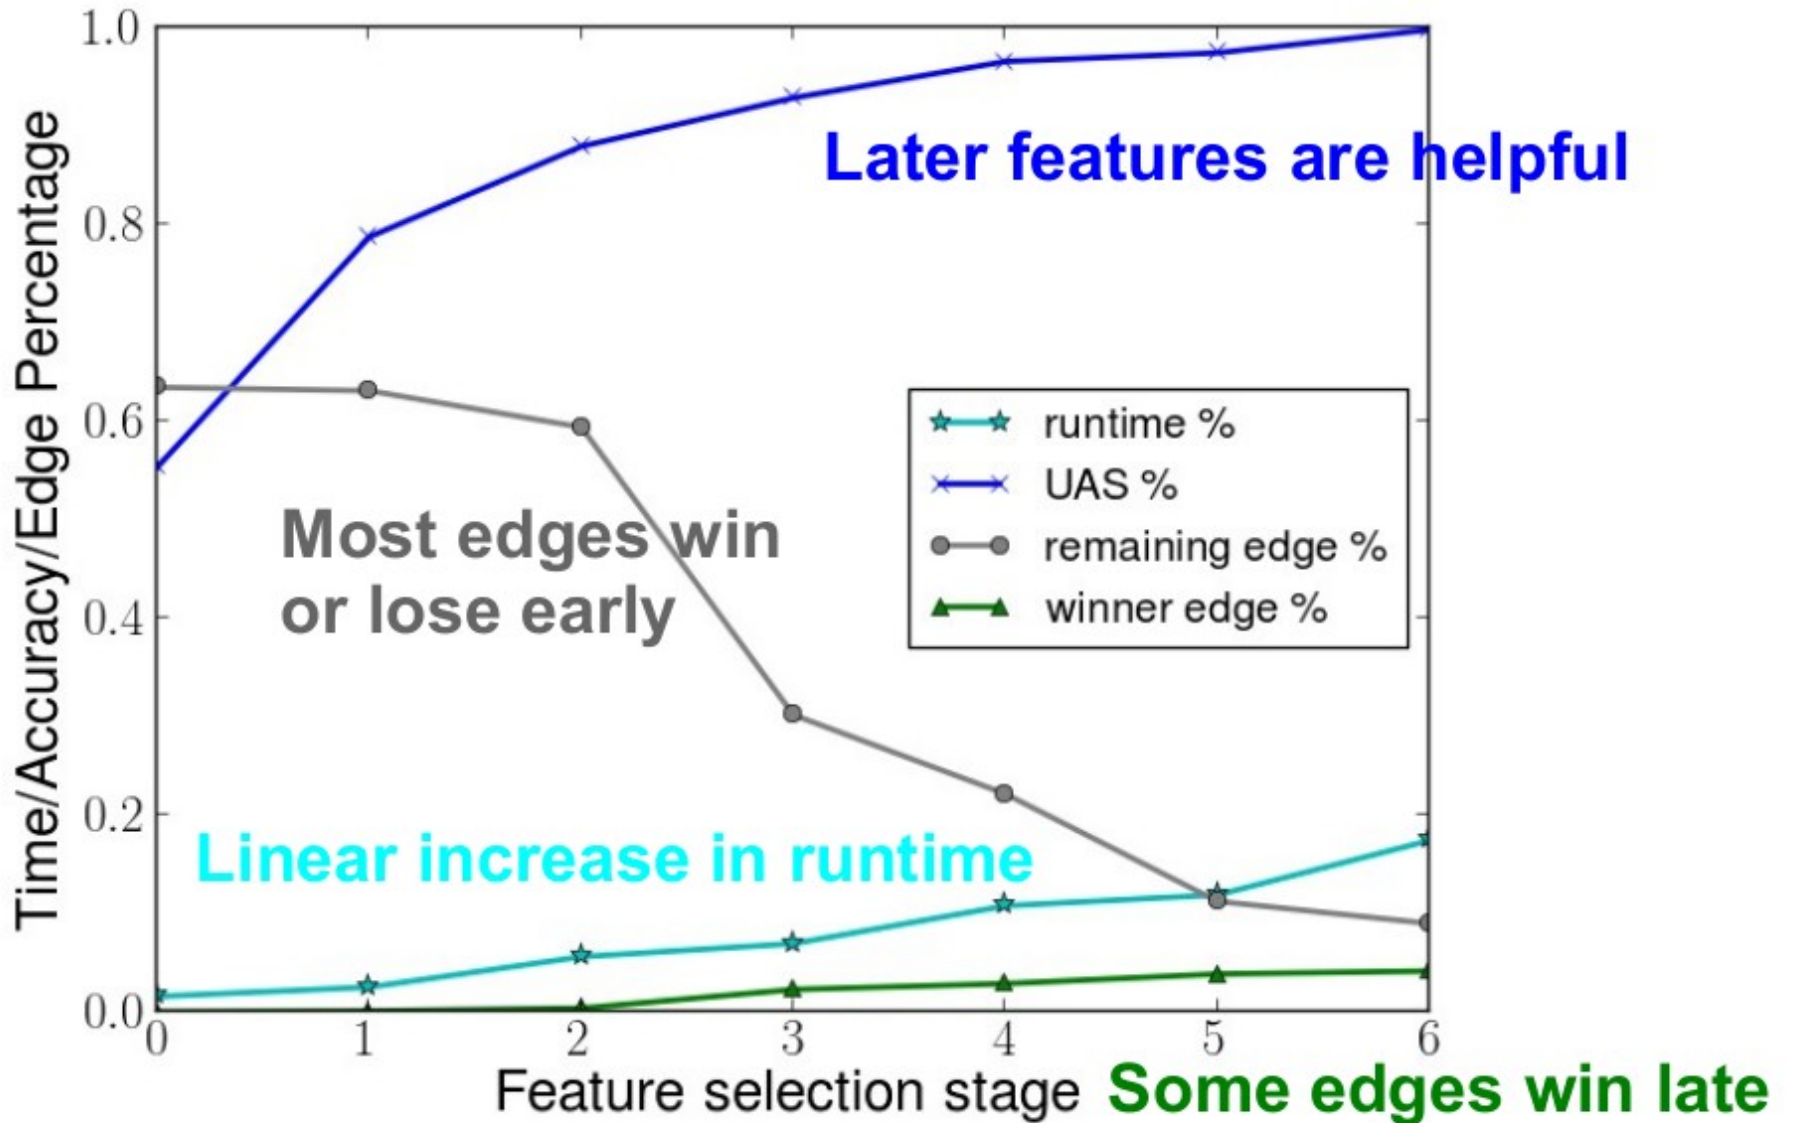 Time/Accuracy/Edge Percentage
1.0
0.8
0.6
0.4
0.2
0.0
Later features are helpful
runtime %
UAS %
remaining edge %
winner edge %
Most edges win
or lose early
Linear increase in runtime
0 1 2 3 4 5 6
Feature selection stage
Some edges win late